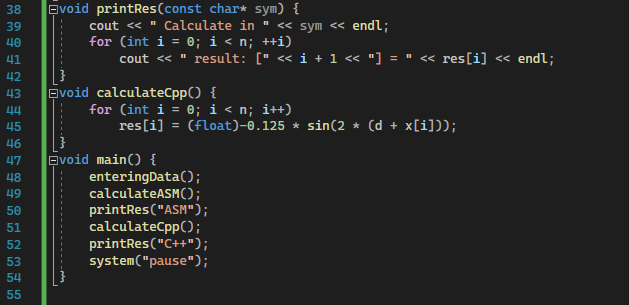 38 void printRes(const char* sym) {
39 cout << " Calculate in " << sym << endl;
40 for (int i = 0; i < n; ++i)
41 cout << " result: [" << i + 1 << "] = " << res[i] << endl;
42 }
43 void calculateCpp() {
44 for (int i = 0; i < n; i++)
45 res[i] = (float)-0.125 * sin(2 * (d + x[i]));
46 }
47 void main() {
48 enteringData();
49 calculateASM();
50 printRes("ASM");
51 calculateCpp();
52 printRes("C++");
53 system("pause");
54 }
55